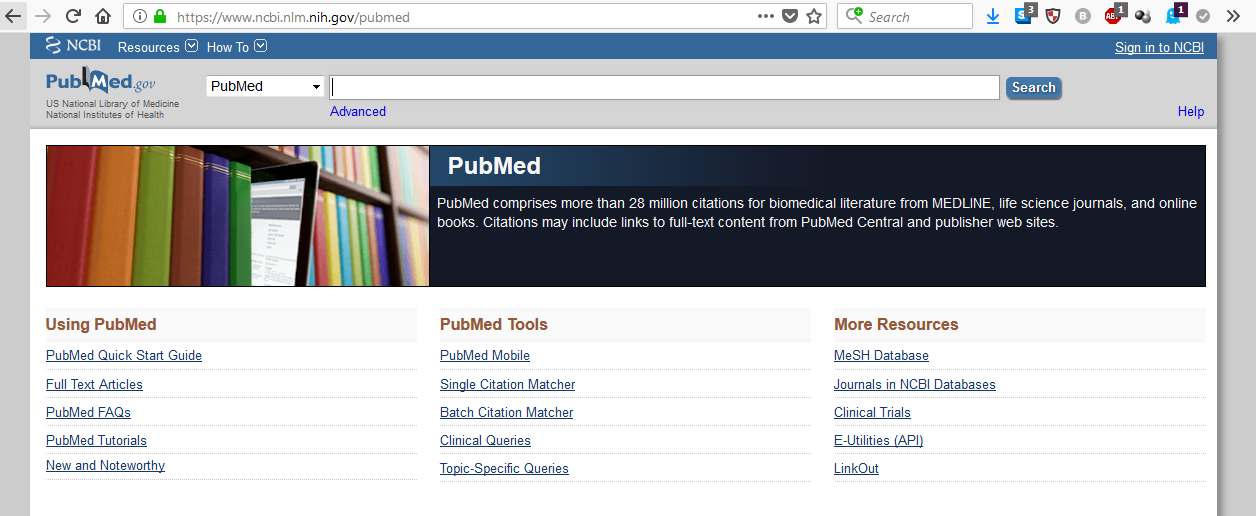 https://www.ncbi.nlm.nih.gov/pubmed
Search
3
B
ABP
1
1
NCBI
Resources
How To
Sign in to NCBI
PubMed.gov
US National Library of Medicine
National Institutes of Health
PubMed
Search
Advanced
Help
PubMed
PubMed comprises more than 28 million citations for biomedical literature from MEDLINE, life science journals, and online
books. Citations may include links to full-text content from PubMed Central and publisher web sites.
Using PubMed
PubMed Quick Start Guide
Full Text Articles
PubMed FAQs
PubMed Tutorials
New and Noteworthy
PubMed Tools
PubMed Mobile
Single Citation Matcher
Batch Citation Matcher
Clinical Queries
Topic-Specific Queries
More Resources
MeSH Database
Journals in NCBI Databases
Clinical Trials
E-Utilities (API)
LinkOut